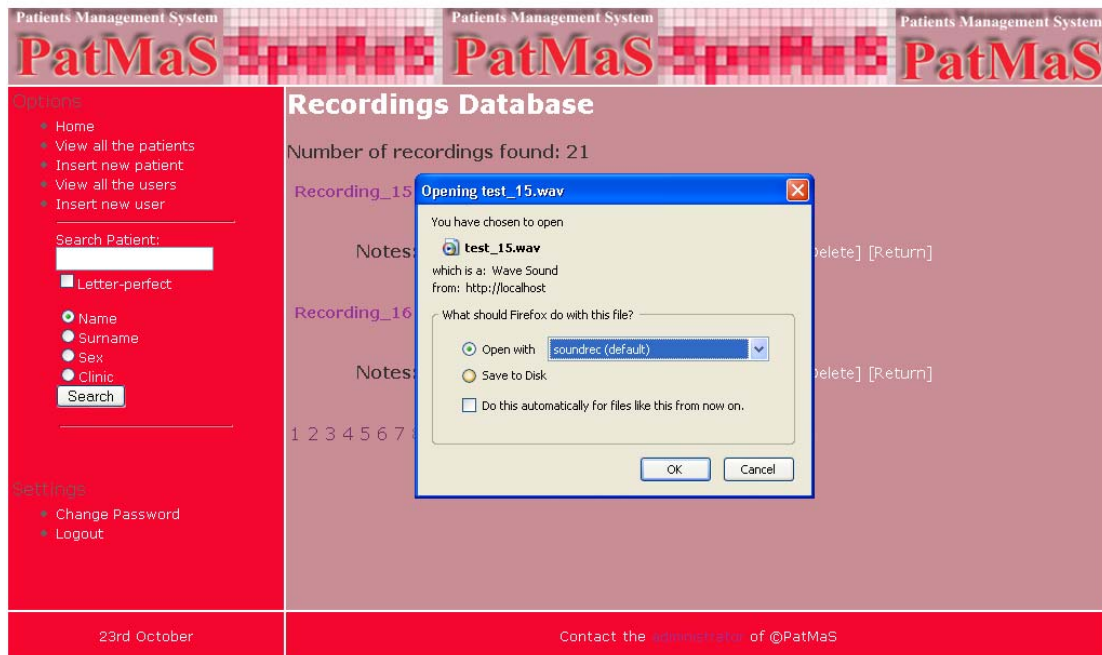 Patients Management System
PatMaS
Patients Management System
PatMaS
Patients Management System
PatMaS
Options
Home
View all the patients
Insert new patient
View all the users
Insert new user
Search Patient:
Letter-perfect
Name
Surname
Sex
Clinic
Search
Settings
Change Password
Logout
23rd October
Recordings Database
Number of recordings found: 21
Recording_15
Notes:
elete] [Return]
Recording_16
Notes:
elete] [Return]
1 2 3 4 5 6 7
Opening test_15.wav
You have chosen to open
test_15.wav
which is a: Wave Sound
from: http://localhost
What should Firefox do with this file?
Open with soundrec (default)
Save to Disk
Do this automatically for files like this from now on.
OK Cancel
Contact the administrator of ©PatMaS